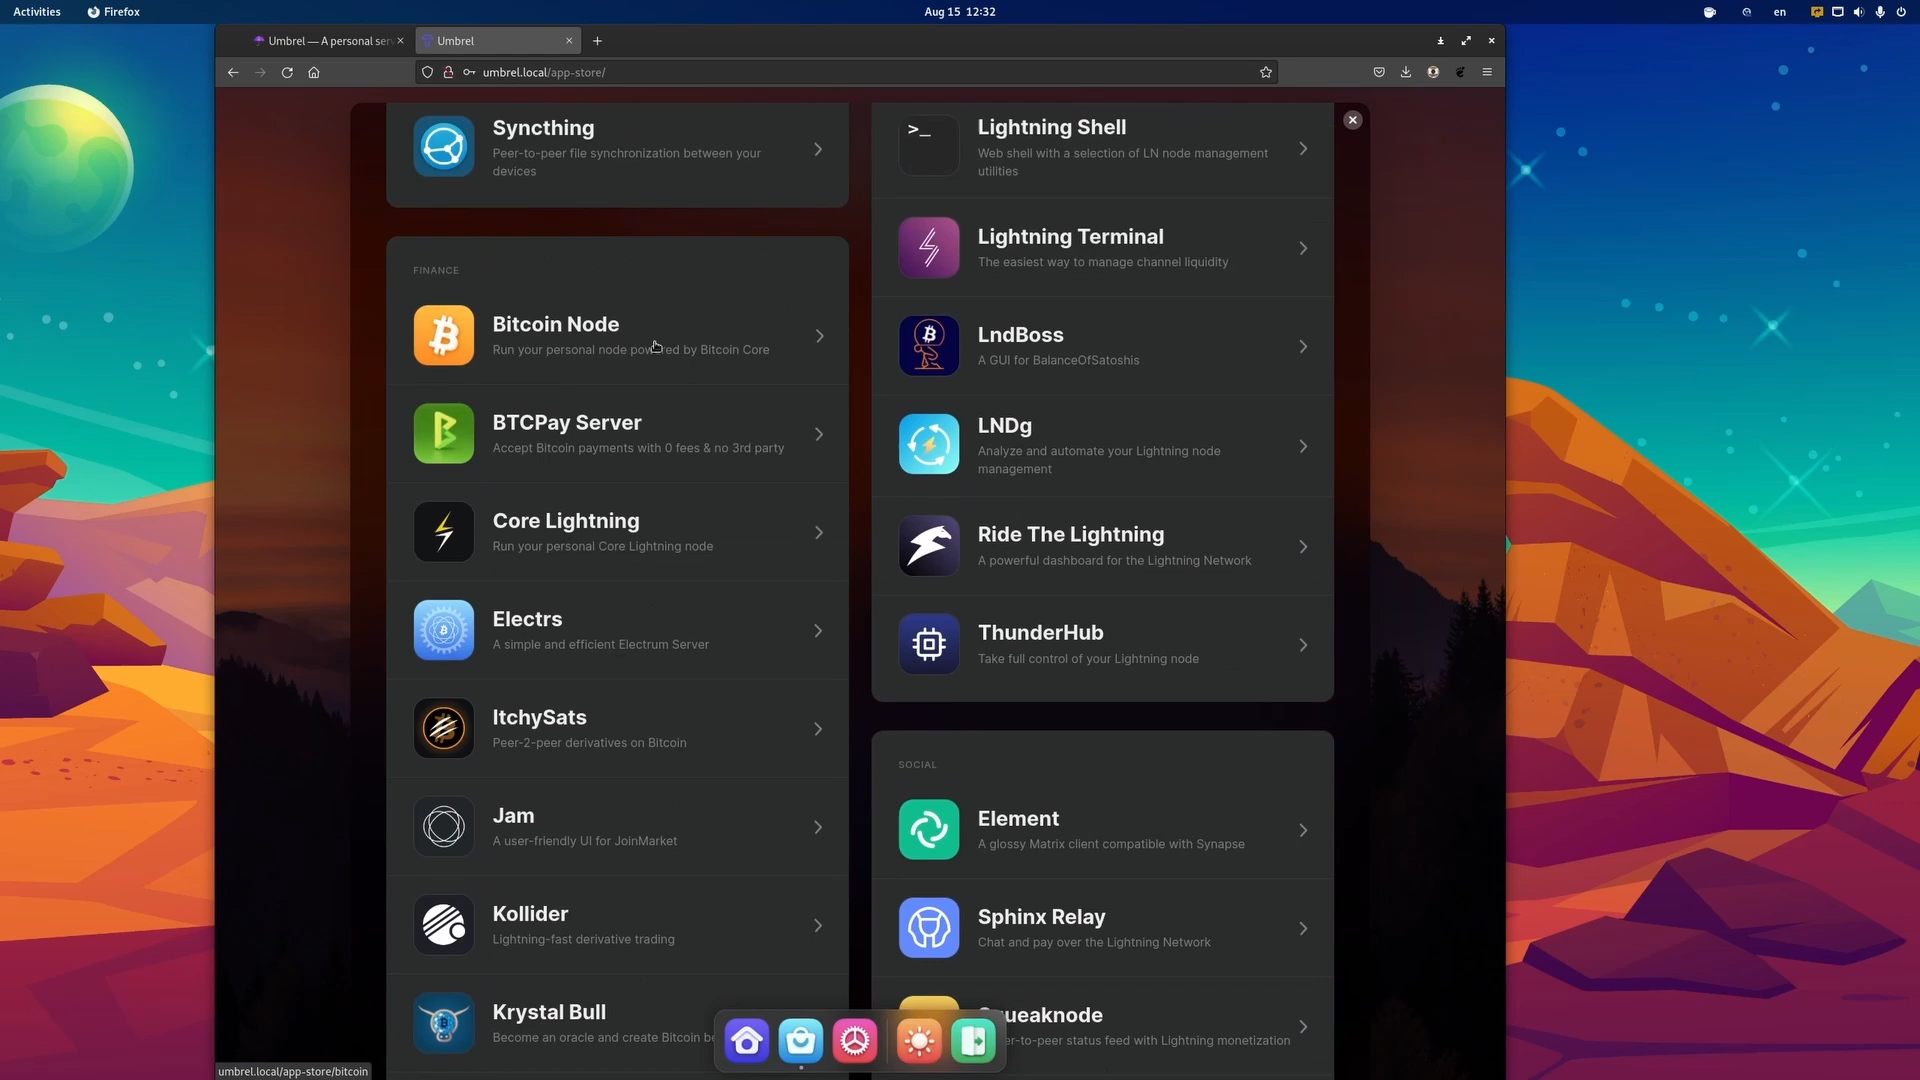 Activities
Firefox
Aug 15 12:32
en
Umbrel — A personal ser
Umbrel
umbrel.local/app-store/
Syncthing
Peer-to-peer file synchronization between your
devices
FINANCE
Bitcoin Node
Run your personal node powered by Bitcoin Core
BTCPay Server
Accept Bitcoin payments with 0 fees & no 3rd party
Core Lightning
Run your personal Core Lightning node
Electrs
A simple and efficient Electrum Server
ItchySats
Peer-2-peer derivatives on Bitcoin
Jam
A user-friendly UI for JoinMarket
Kollider
Lightning-fast derivative trading
Krystal Bull
Become an oracle and create Bitcoin
>_
Lightning Shell
Web shell with a selection of LN node management
utilities
Lightning Terminal
The easiest way to manage channel liquidity
LndBoss
A GUI for BalanceOfSatoshis
LNDg
Analyze and automate your Lightning node
management
Ride The Lightning
A powerful dashboard for the Lightning Network
ThunderHub
Take full control of your Lightning node
SOCIAL
Element
A glossy Matrix client compatible with Synapse
Sphinx Relay
Chat and pay over the Lightning Network
ueaknode
er-to-peer status feed with Lightning monetization
umbrel.local/app-store/bitcoin